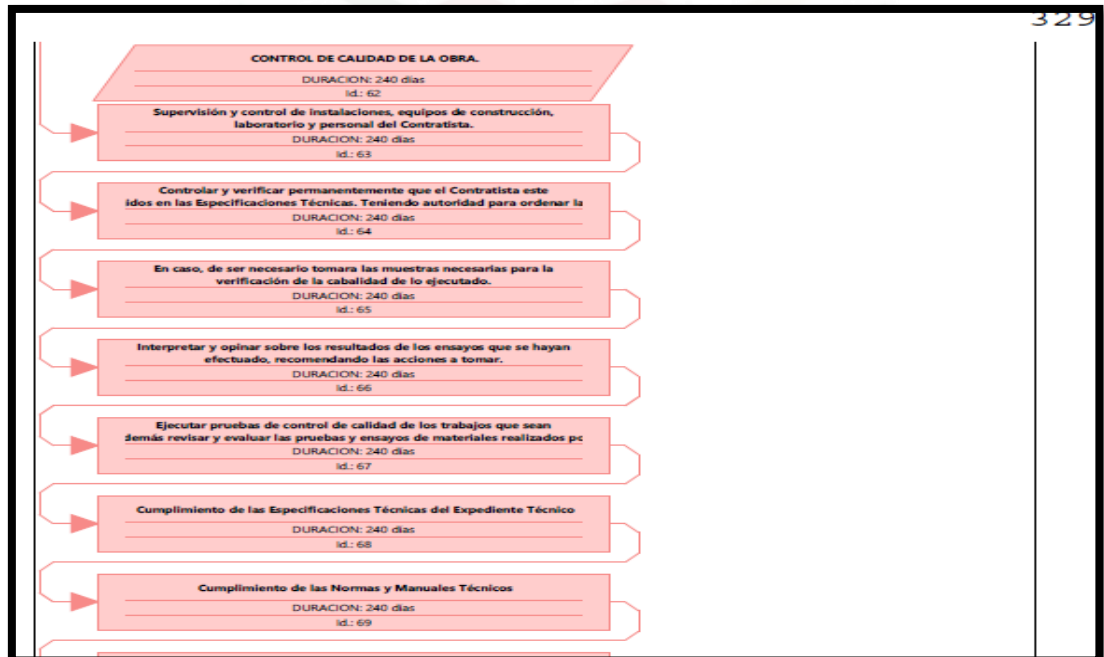 329
CONTROL DE CALIDAD DE LA OBRA.
DURACION: 240 días
Id.: 62
Supervisión y control de instalaciones, equipos de construcción,
laboratorio y personal del Contratista.
DURACION: 240 días
Id.: 63
Controlar y verificar permanentemente que el Contratista este
idos en las Especificaciones Técnicas. Teniendo autoridad para ordenar la
DURACION: 240 días
Id.: 64
En caso, de ser necesario tomara las muestras necesarias para la
verificación de la cabalidad de lo ejecutado.
DURACION: 240 días
Id.: 65
Interpretar y opinar sobre los resultados de los ensayos que se hayan
efectuado, recomendando las acciones a tomar.
DURACION: 240 días
Id.: 66
Ejecutar pruebas de control de calidad de los trabajos que sean
demás revisar y evaluar las pruebas y ensayos de materiales realizados po
DURACION: 240 días
Id.: 67
Cumplimiento de las Especificaciones Técnicas del Expediente Técnico
DURACION: 240 días
Id.: 68
Cumplimiento de las Normas y Manuales Técnicos
DURACION: 240 días
Id.: 69